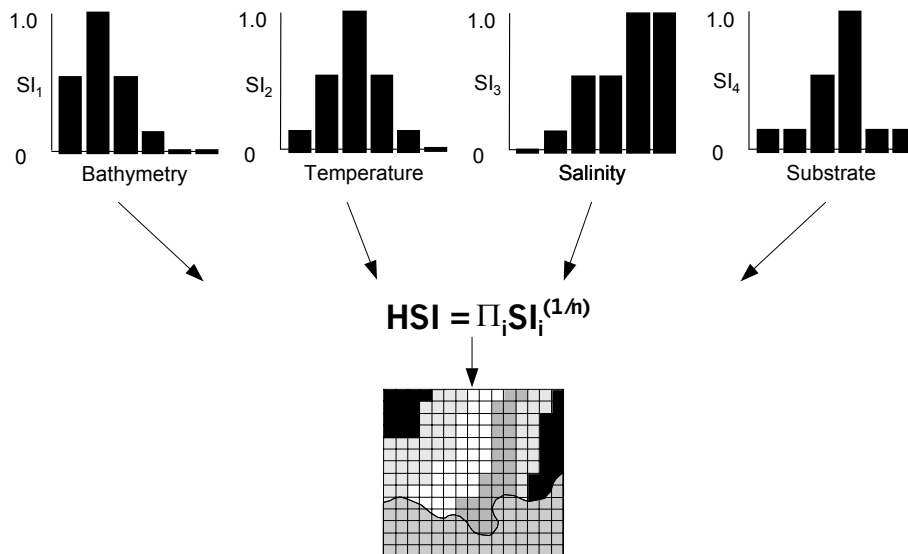 1.0
SI1
0
Bathymetry
1.0
SI2
0
Temperature
1.0
SI3
0
Salinity
1.0
SI4
0
Substrate
HSI = ΠiSIi(1/n)